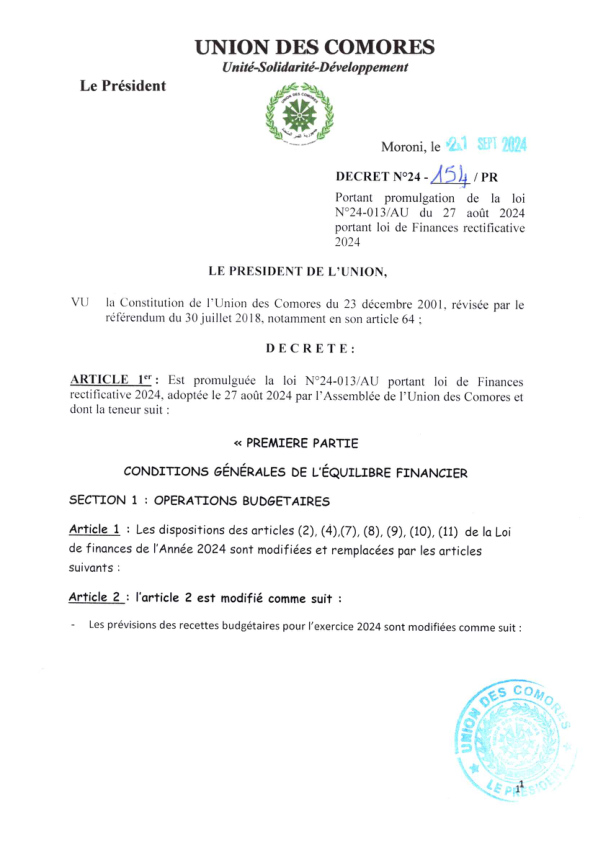 UNION DES COMORES
Unité-Solidarité-Développement
Le Président
UNION DES COMORES
Moroni, le 21 SEPT 2024
DECRET N°24 - 154 / PR
Portant promulgation de la loi
N°24-013/AU du 27 août 2024
portant loi de Finances rectificative
2024
LE PRESIDENT DE L'UNION,
VU la Constitution de l'Union des Comores du 23 décembre 2001, révisée par le
référendum du 30 juillet 2018, notamment en son article 64 ;
D E C R E T E :
ARTICLE 1er : Est promulguée la loi N°24-013/AU portant loi de Finances
rectificative 2024, adoptée le 27 août 2024 par l'Assemblée de l'Union des Comores et
dont la teneur suit :
« PREMIERE PARTIE
CONDITIONS GÉNÉRALES DE L'ÉQUILIBRE FINANCIER
SECTION 1 : OPERATIONS BUDGETAIRES
Article 1 : Les dispositions des articles (2), (4),(7), (8), (9), (10), (11) de la Loi
de finances de l'Année 2024 sont modifiées et remplacées par les articles
suivants :
Article 2 : l'article 2 est modifié comme suit :
- Les prévisions des recettes budgétaires pour l'exercice 2024 sont modifiées comme suit :
UNION DES COMORES
LE PRESIDENT
1